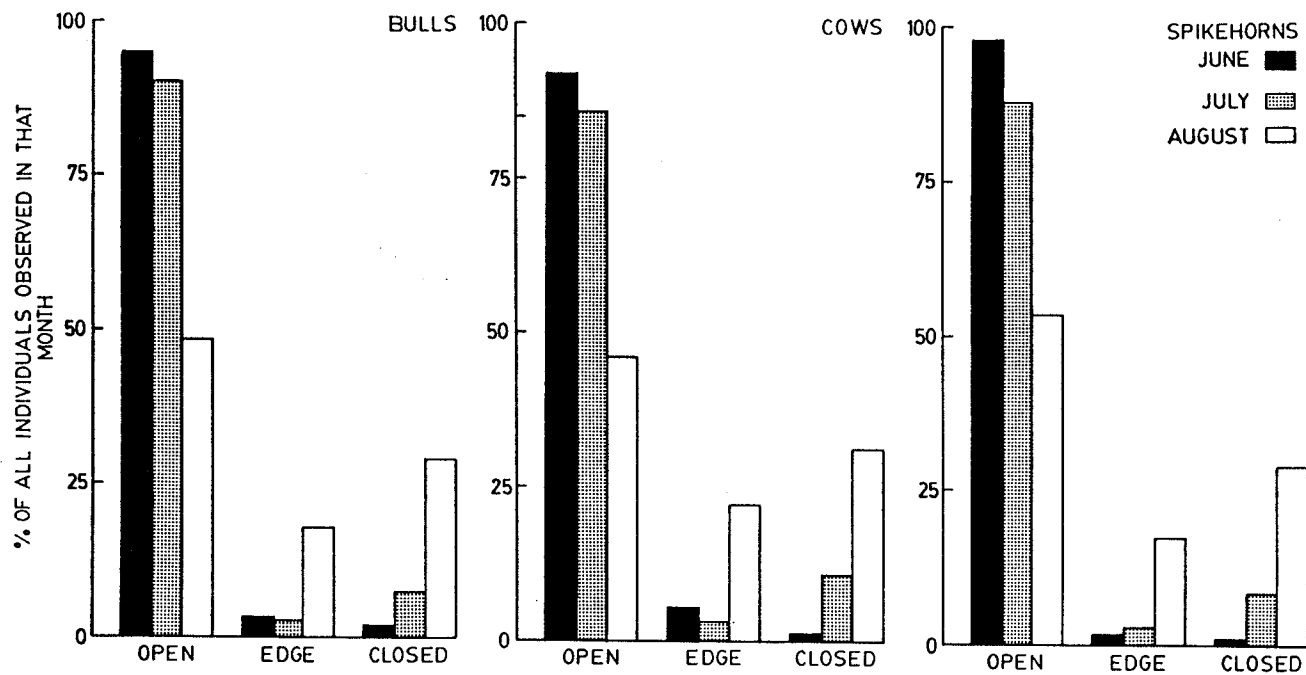 % OF ALL INDIVIDUALS OBSERVED IN THAT
MONTH
BULLS
100
75
50
25
0
OPEN EDGE CLOSED
COWS
100
75
50
25
0
OPEN EDGE CLOSED
SPIKEHORNS
JUNE
JULY
AUGUST
100
75
50
25
0
OPEN EDGE CLOSED